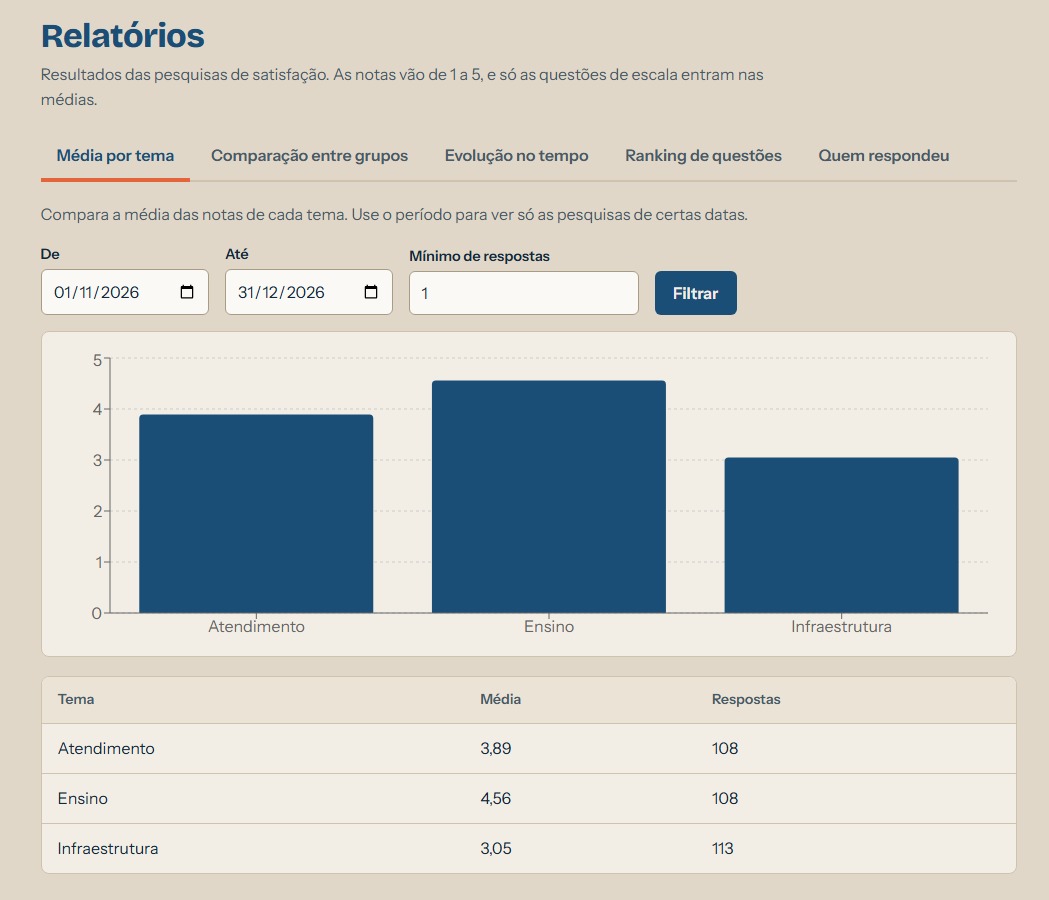 Relatórios
Resultados das pesquisas de satisfação. As notas vão de 1 a 5, e só as questões de escala entram nas
médias.
Média por tema Comparação entre grupos Evolução no tempo Ranking de questões Quem respondeu
Compara a média das notas de cada tema. Use o período para ver só as pesquisas de certas datas.
De Até Mínimo de respostas
01/11/2026 31/12/2026 1 Filtrar
5
4
3
2
1
0
Atendimento Ensino Infraestrutura
Tema Média Respostas
Atendimento 3,89 108
Ensino 4,56 108
Infraestrutura 3,05 113